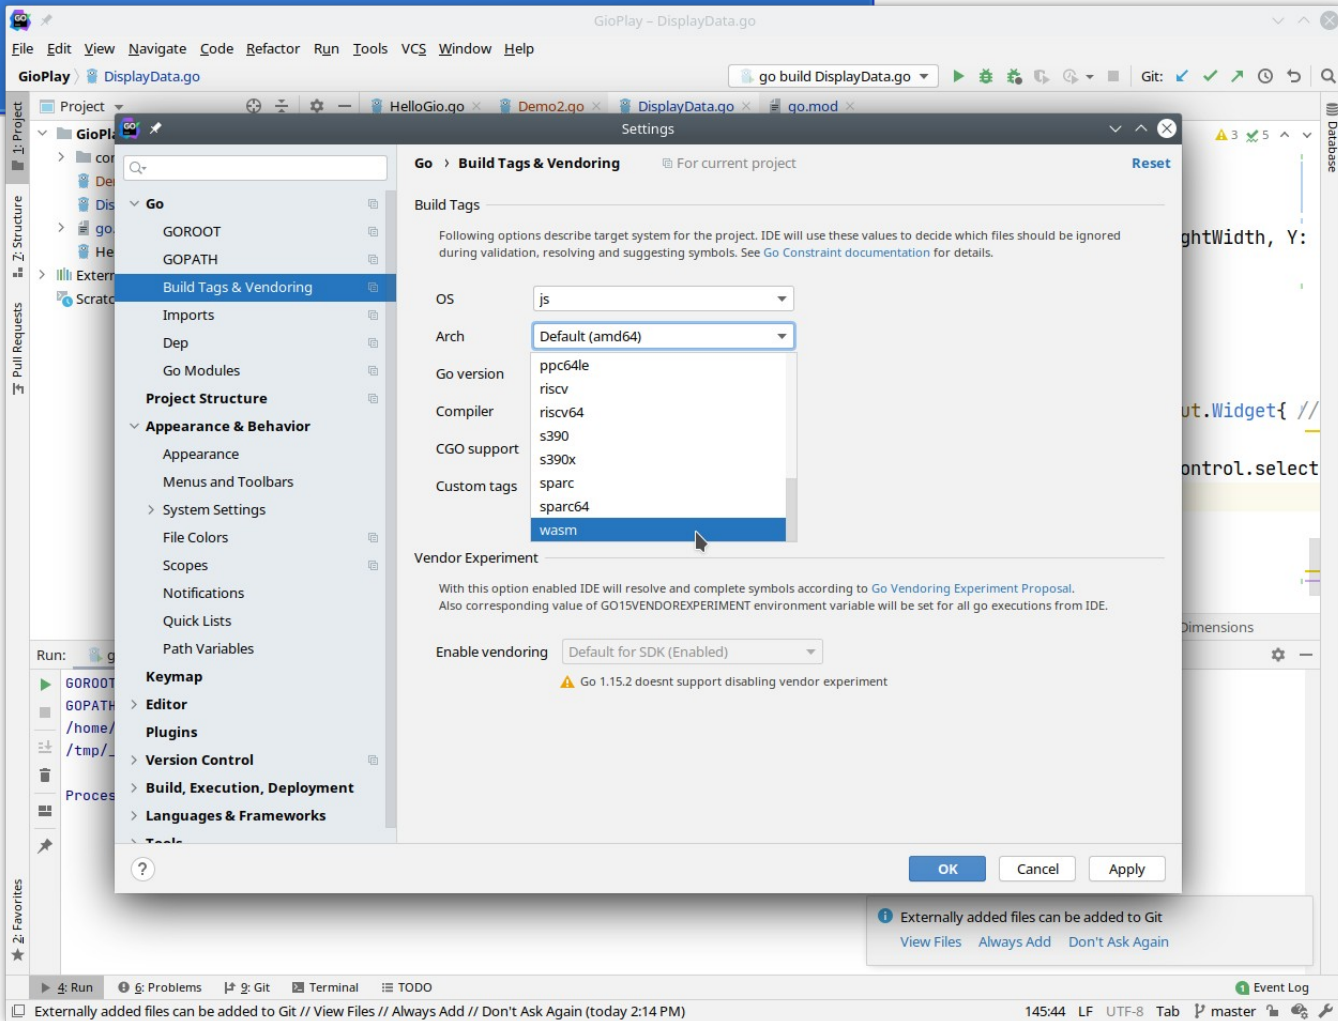 GioPlay – DisplayData.go
File Edit View Navigate Code Refactor Run Tools VCS Window Help
GioPlay DisplayData.go go build DisplayData.go Git:
Project HelloGio.go Demo2.go DisplayData.go go.mod
1: Project
7: Structure
Pull Requests
2: Favorites
Database
GioPl
3 5
con
De
Dis
go.
He
Extern
Scratc
ghtWidth, Y:
ut.Widget{ //
ontrol.select
Dimensions
Settings
Go › Build Tags & Vendoring For current project Reset
Go
GOROOT
GOPATH
Build Tags & Vendoring
Imports
Dep
Go Modules
Project Structure
Appearance & Behavior
Appearance
Menus and Toolbars
System Settings
File Colors
Scopes
Notifications
Quick Lists
Path Variables
Keymap
Editor
Plugins
Version Control
Build, Execution, Deployment
Languages & Frameworks
Tools
Build Tags
Following options describe target system for the project. IDE will use these values to decide which files should be ignored
during validation, resolving and suggesting symbols. See Go Constraint documentation for details.
OS js
Arch Default (amd64)
Go version
Compiler
CGO support
Custom tags
ppc64le
riscv
riscv64
s390
s390x
sparc
sparc64
wasm
Vendor Experiment
With this option enabled IDE will resolve and complete symbols according to Go Vendoring Experiment Proposal.
Also corresponding value of GO15VENDOREXPERIMENT environment variable will be set for all go executions from IDE.
Enable vendoring Default for SDK (Enabled)
Go 1.15.2 doesnt support disabling vendor experiment
? OK Cancel Apply
Run: g
GOROOT
GOPATH
/home/
/tmp/_
Proces
Externally added files can be added to Git
View Files Always Add Don't Ask Again
4: Run 6: Problems 9: Git Terminal TODO 1 Event Log
Externally added files can be added to Git // View Files // Always Add // Don't Ask Again (today 2:14 PM) 145:44 LF UTF-8 Tab master